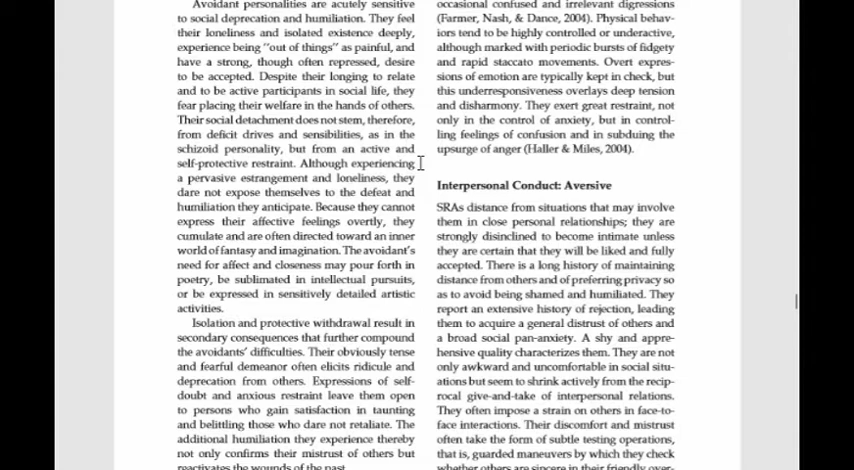 Avoidant personalities are acutely sensitive
to social deprecation and humiliation. They feel
their loneliness and isolated existence deeply,
experience being "out of things" as painful, and
have a strong, though often repressed, desire
to be accepted. Despite their longing to relate
and to be active participants in social life, they
fear placing their welfare in the hands of others.
Their social detachment does not stem, therefore,
from deficit drives and sensibilities, as in the
schizoid personality, but from an active and
self-protective restraint. Although experiencing
a pervasive estrangement and loneliness, they
dare not expose themselves to the defeat and
humiliation they anticipate. Because they cannot
express their affective feelings overtly, they
cumulate and are often directed toward an inner
world of fantasy and imagination. The avoidant's
need for affect and closeness may pour forth in
poetry, be sublimated in intellectual pursuits,
or be expressed in sensitively detailed artistic
activities.
Isolation and protective withdrawal result in
secondary consequences that further compound
the avoidants' difficulties. Their obviously tense
and fearful demeanor often elicits ridicule and
deprecation from others. Expressions of self-
doubt and anxious restraint leave them open
to persons who gain satisfaction in taunting
and belittling those who dare not retaliate. The
additional humiliation they experience thereby
not only confirms their mistrust of others but
reactivates the wounds of the past.
occasional confused and irrelevant digressions
(Farmer, Nash, & Dance, 2004). Physical behav-
iors tend to be highly controlled or underactive,
although marked with periodic bursts of fidgety
and rapid staccato movements. Overt expres-
sions of emotion are typically kept in check, but
this underresponsiveness overlays deep tension
and disharmony. They exert great restraint, not
only in the control of anxiety, but in control-
ling feelings of confusion and in subduing the
upsurge of anger (Haller & Miles, 2004).
Interpersonal Conduct: Aversive
SRAs distance from situations that may involve
them in close personal relationships; they are
strongly disinclined to become intimate unless
they are certain that they will be liked and fully
accepted. There is a long history of maintaining
distance from others and of preferring privacy so
as to avoid being shamed and humiliated. They
report an extensive history of rejection, leading
them to acquire a general distrust of others and
a broad social pan-anxiety. A shy and appre-
hensive quality characterizes them. They are not
only awkward and uncomfortable in social situ-
ations but seem to shrink actively from the recip-
rocal give-and-take of interpersonal relations.
They often impose a strain on others in face-to-
face interactions. Their discomfort and mistrust
often take the form of subtle testing operations,
that is, guarded maneuvers by which they check
whether others are sincere in their friendly over-